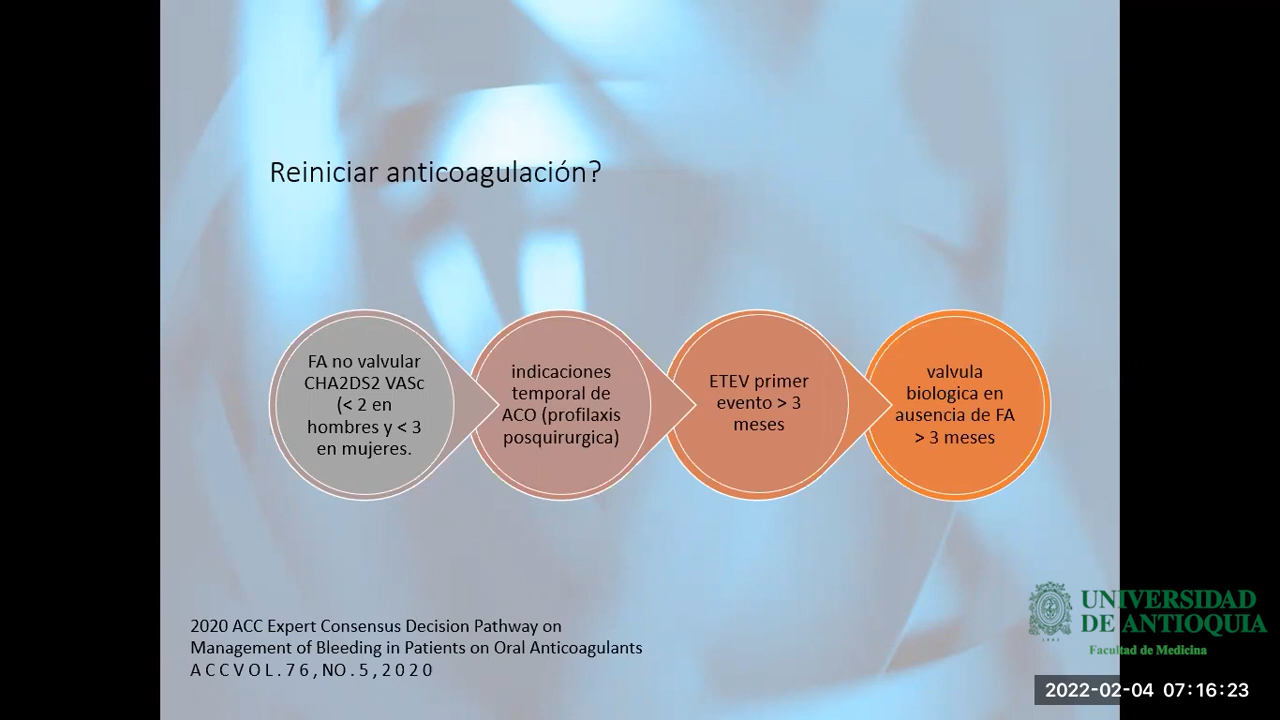 Reiniciar anticoagulación?
FA no valvular
CHA2DS2 VASc
(< 2 en
hombres y < 3
en mujeres.
indicaciones
temporal de
ACO (profilaxis
posquirurgica)
ETEV primer
evento > 3
meses
valvula
biologica en
ausencia de FA
> 3 meses
2020 ACC Expert Consensus Decision Pathway on
Management of Bleeding in Patients on Oral Anticoagulants
A C C V O L . 7 6 , NO . 5 , 2 0 2 0
UNIVERSIDAD
DE ANTIOQUIA
Facultad de Medicina
2022-02-04 07:16:23